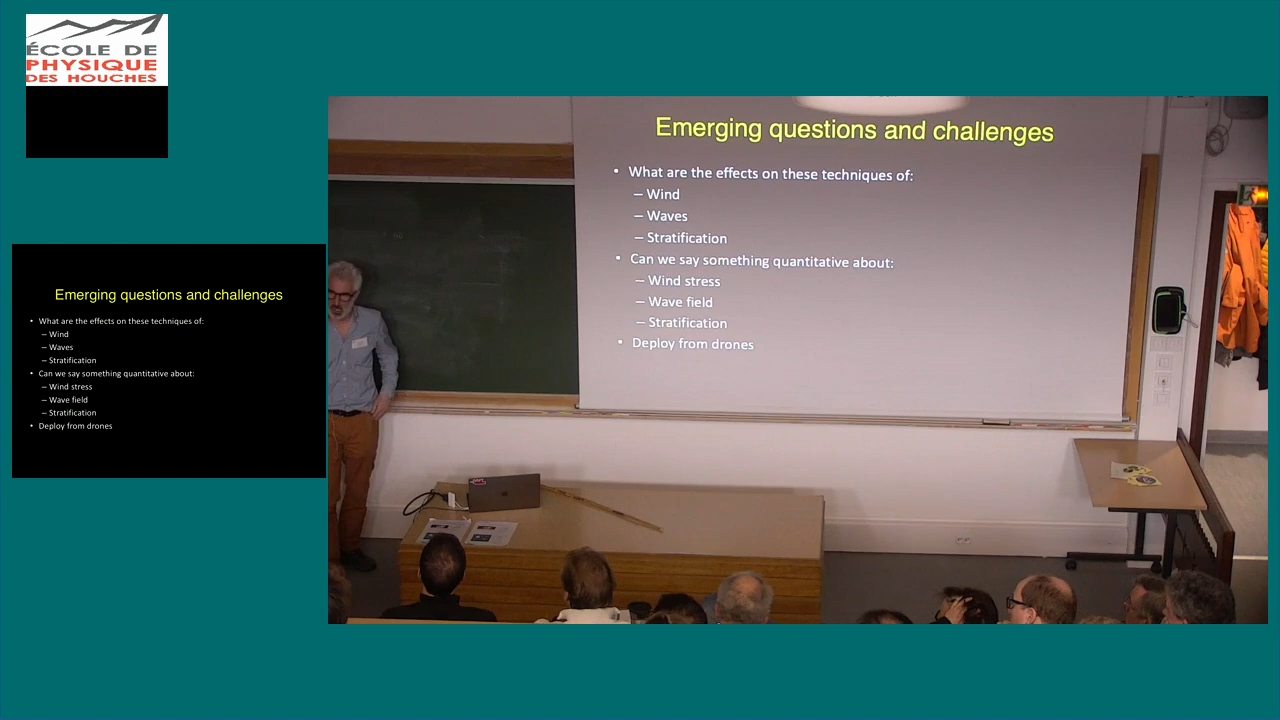 ÉCOLE DE
PHYSIQUE
DES HOUCHES
Emerging questions and challenges
• What are the effects on these techniques of:
– Wind
– Waves
– Stratification
• Can we say something quantitative about:
– Wind stress
– Wave field
– Stratification
• Deploy from drones
Emerging questions and challenges
• What are the effects on these techniques of:
– Wind
– Waves
– Stratification
• Can we say something quantitative about:
– Wind stress
– Wave field
– Stratification
• Deploy from drones